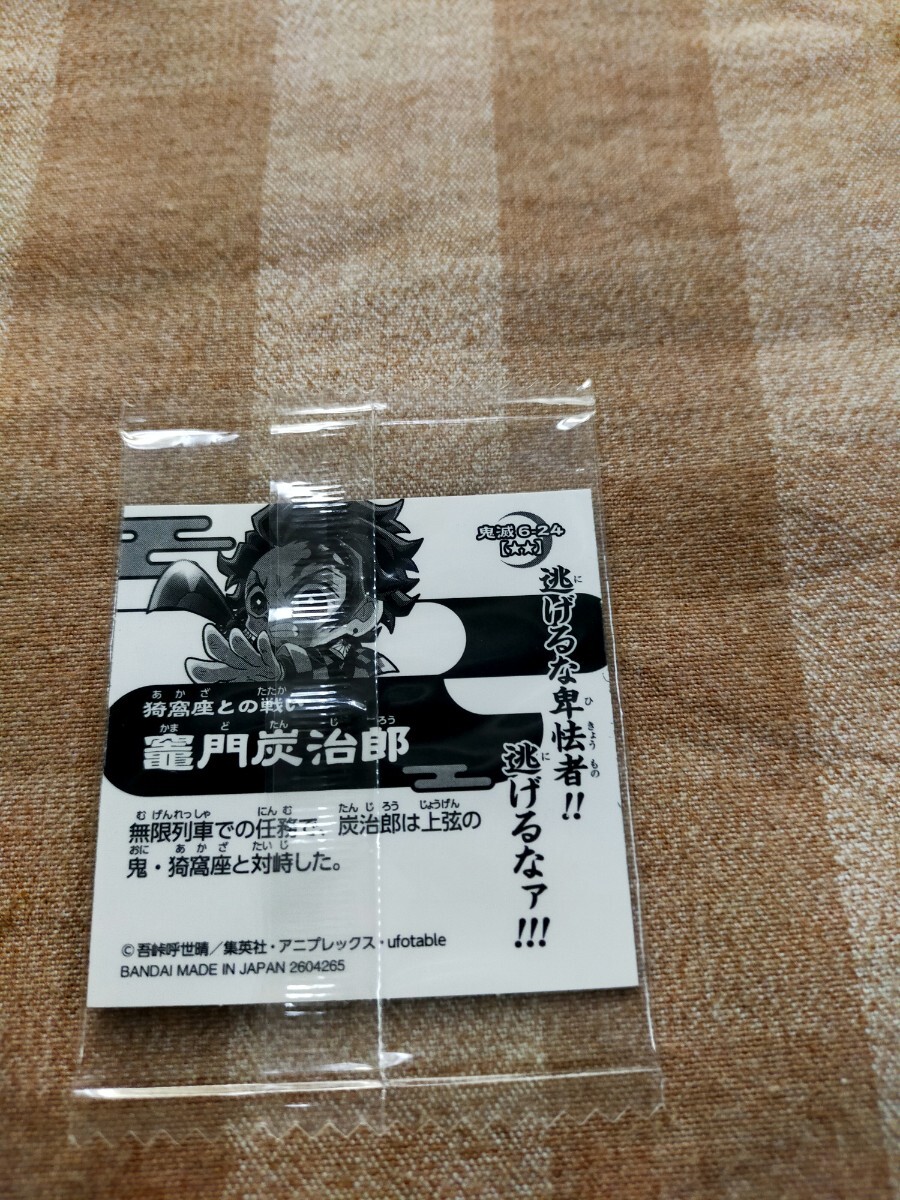 鬼滅 6-24
[★★]
逃げるな卑怯者!!
逃げるなァ!!!
猗窩座との戦い
竈門炭治郎
無限列車での任務で、炭治郎は上弦の
鬼・猗窩座と対峙した。
©吾峠呼世晴／集英社・アニプレックス・ufotable
BANDAI MADE IN JAPAN 2604265